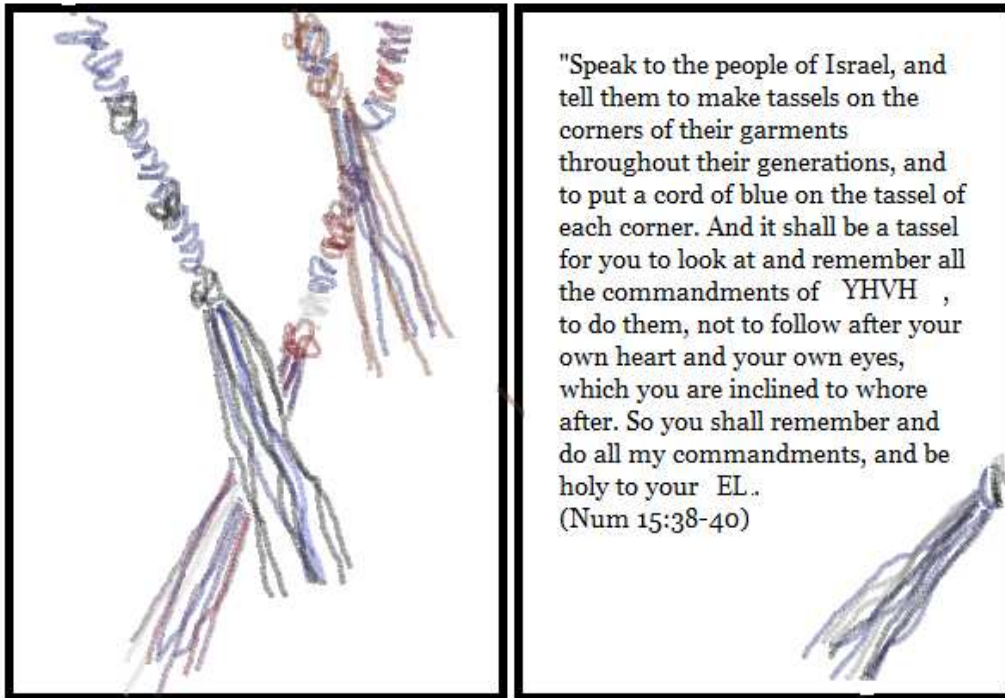 "Speak to the people of Israel, and
tell them to make tassels on the
corners of their garments
throughout their generations, and
to put a cord of blue on the tassel of
each corner. And it shall be a tassel
for you to look at and remember all
the commandments of YHVH ,
to do them, not to follow after your
own heart and your own eyes,
which you are inclined to whore
after. So you shall remember and
do all my commandments, and be
holy to your EL..
(Num 15:38-40)